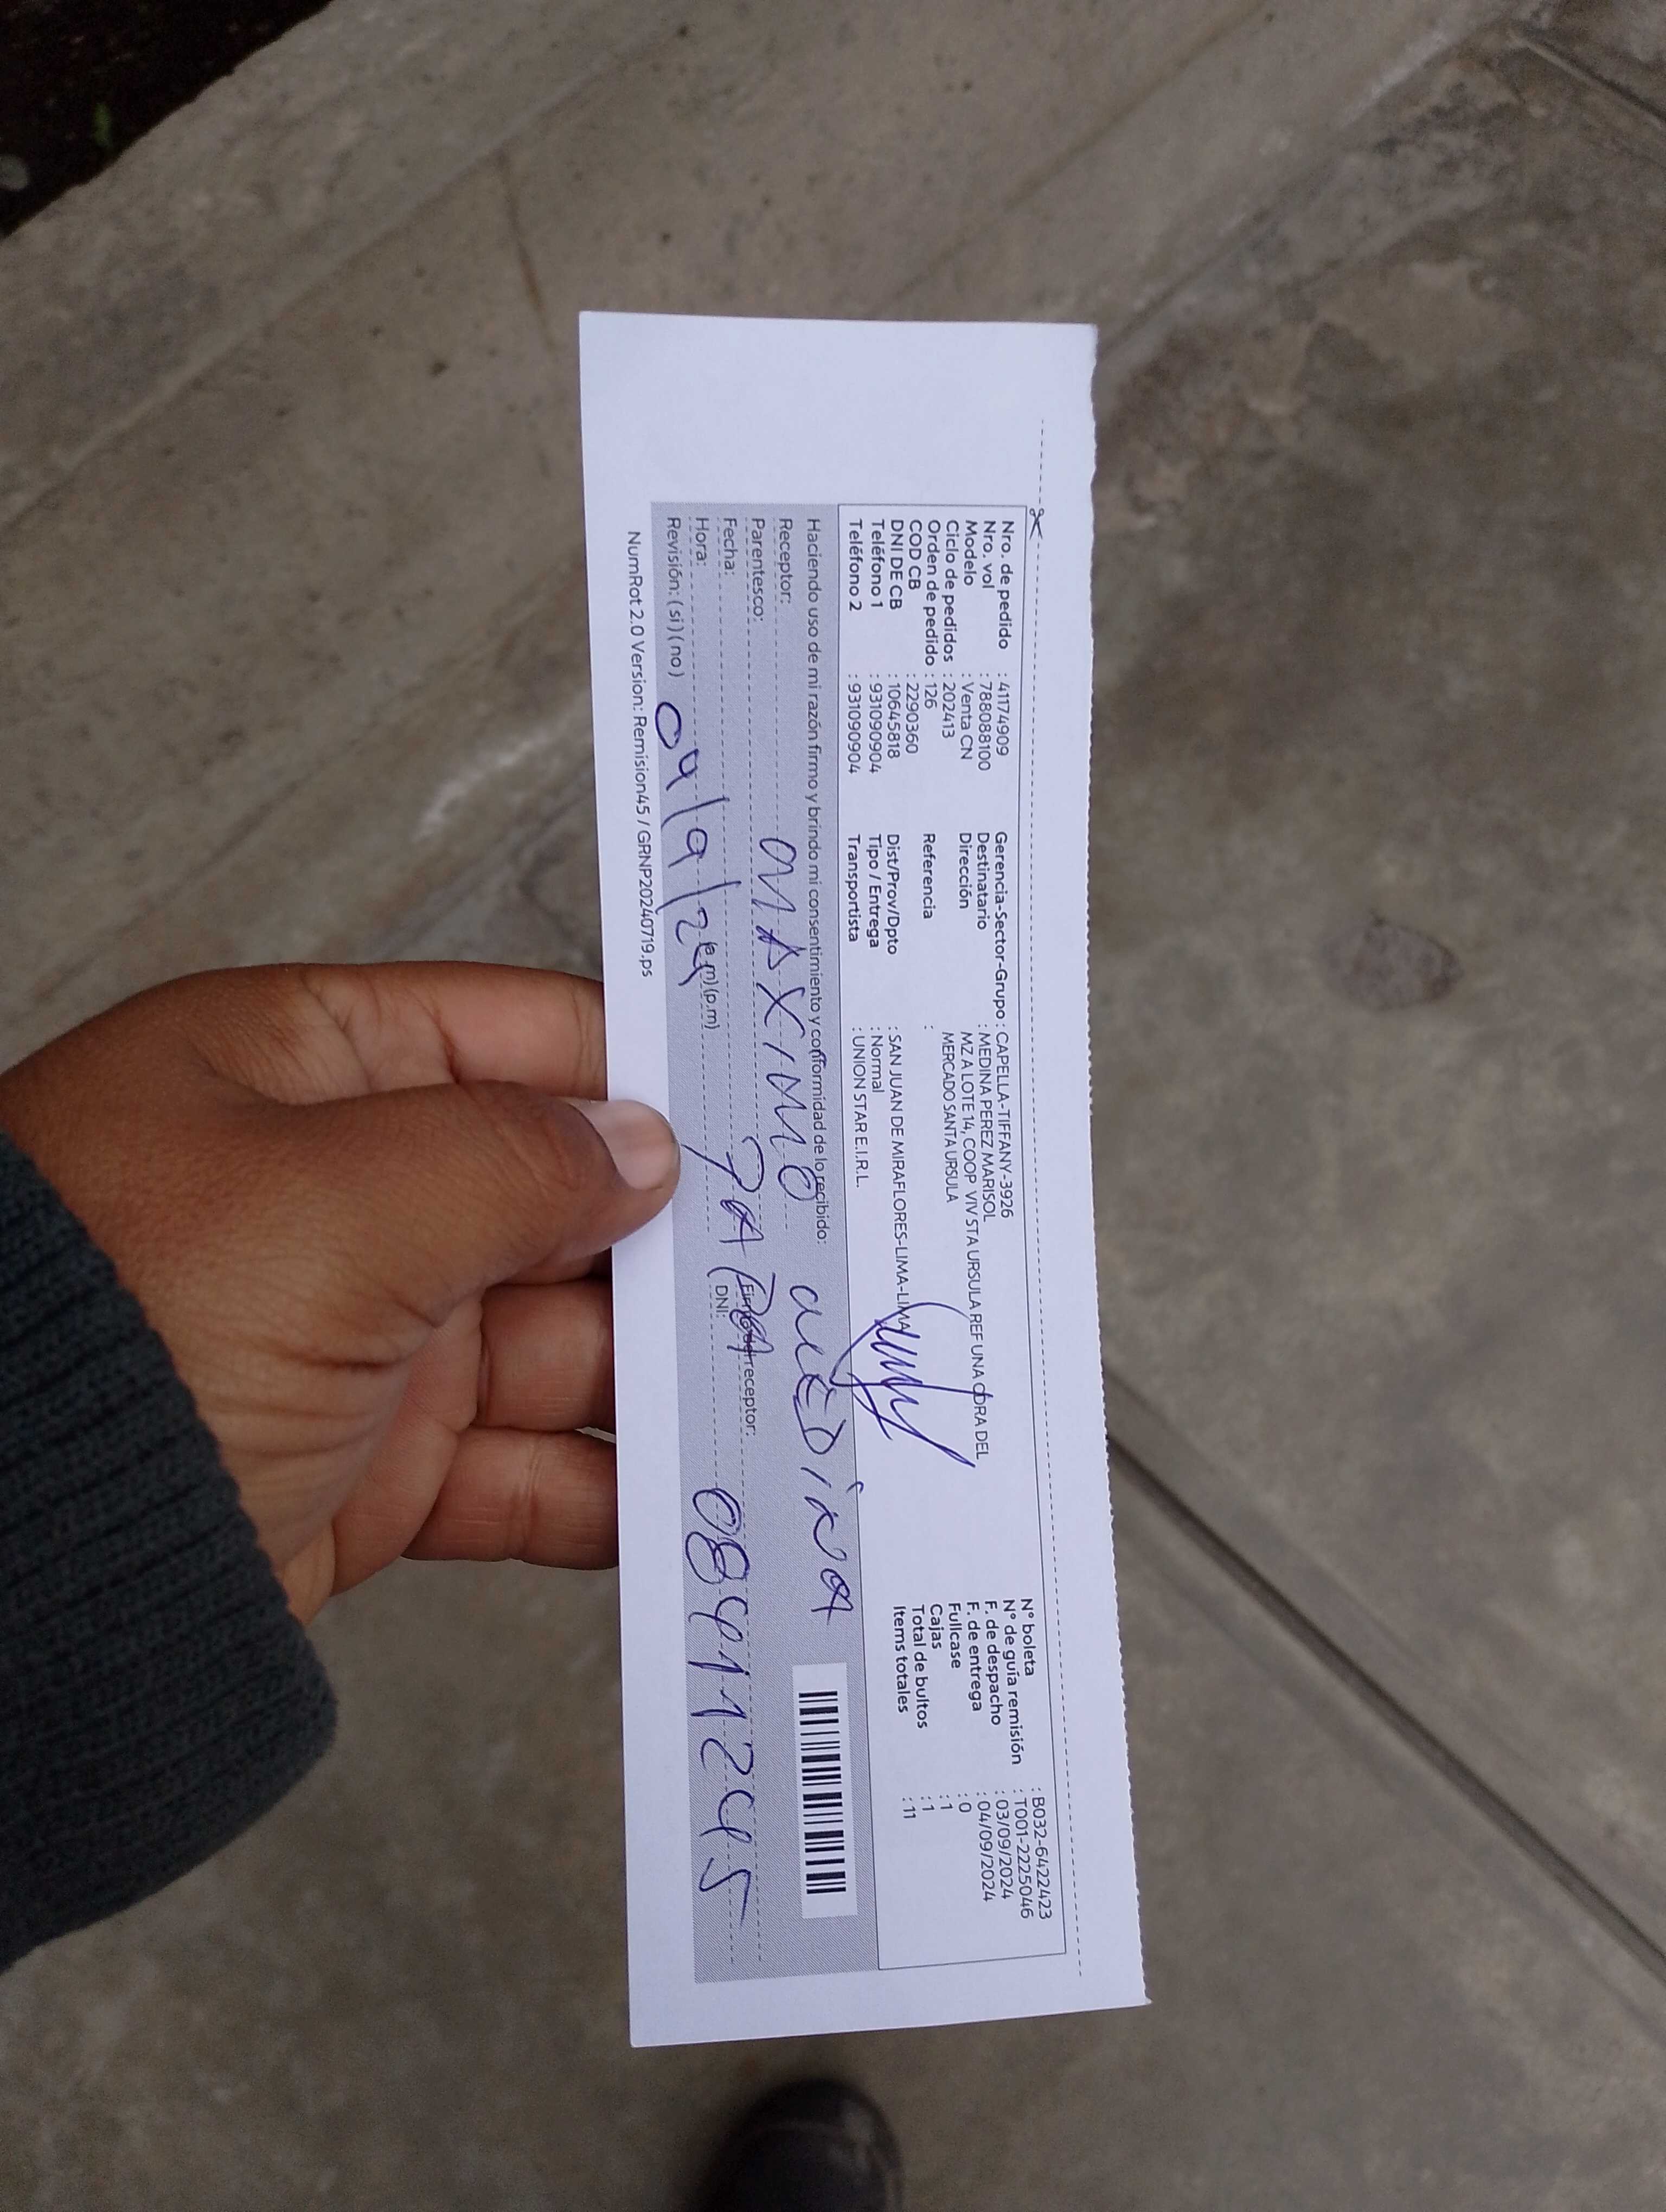 Nro. de pedido : 41174909
Nro. vol : 788088100
Modelo : Venta CN
Ciclo de pedidos : 202413
Orden de pedido : 126
COD CB : 2290360
DNI DE CB : 10645818
Teléfono 1 : 931090904
Teléfono 2 : 931090904
Gerencia-Sector-Grupo : CAPELLA-TIFFANY-3926
Destinatario : MEDINA PEREZ MARISOL
Dirección MZ A LOTE 14, COOP VIV STA URSULA REF UNA CDRA DEL
MERCADO SANTA URSULA
Referencia :
Dist/Prov/Dpto : SAN JUAN DE MIRAFLORES-LIMA-LIMA
Tipo / Entrega : Normal
Transportista : UNION STAR E.I.R.L.
N° boleta : B032-6422423
N° de guía remisión : T001-2225046
F. de despacho : 03/09/2024
F. de entrega : 04/09/2024
Fullcase : 0
Cajas : 1
Total de bultos : 1
Items totales : 11
Haciendo uso de mi razón firmo y brindo mi consentimiento y conformidad de lo recibido:
Receptor: MAXIMO MEDINA
Parentesco:
Fecha:
Hora: (p.m)
Revisión: ( si ) ( no ) 04/9/24
receptor:
DNI:
NumRot 2.0 Version: Remision45 / GRNP20240719.ps